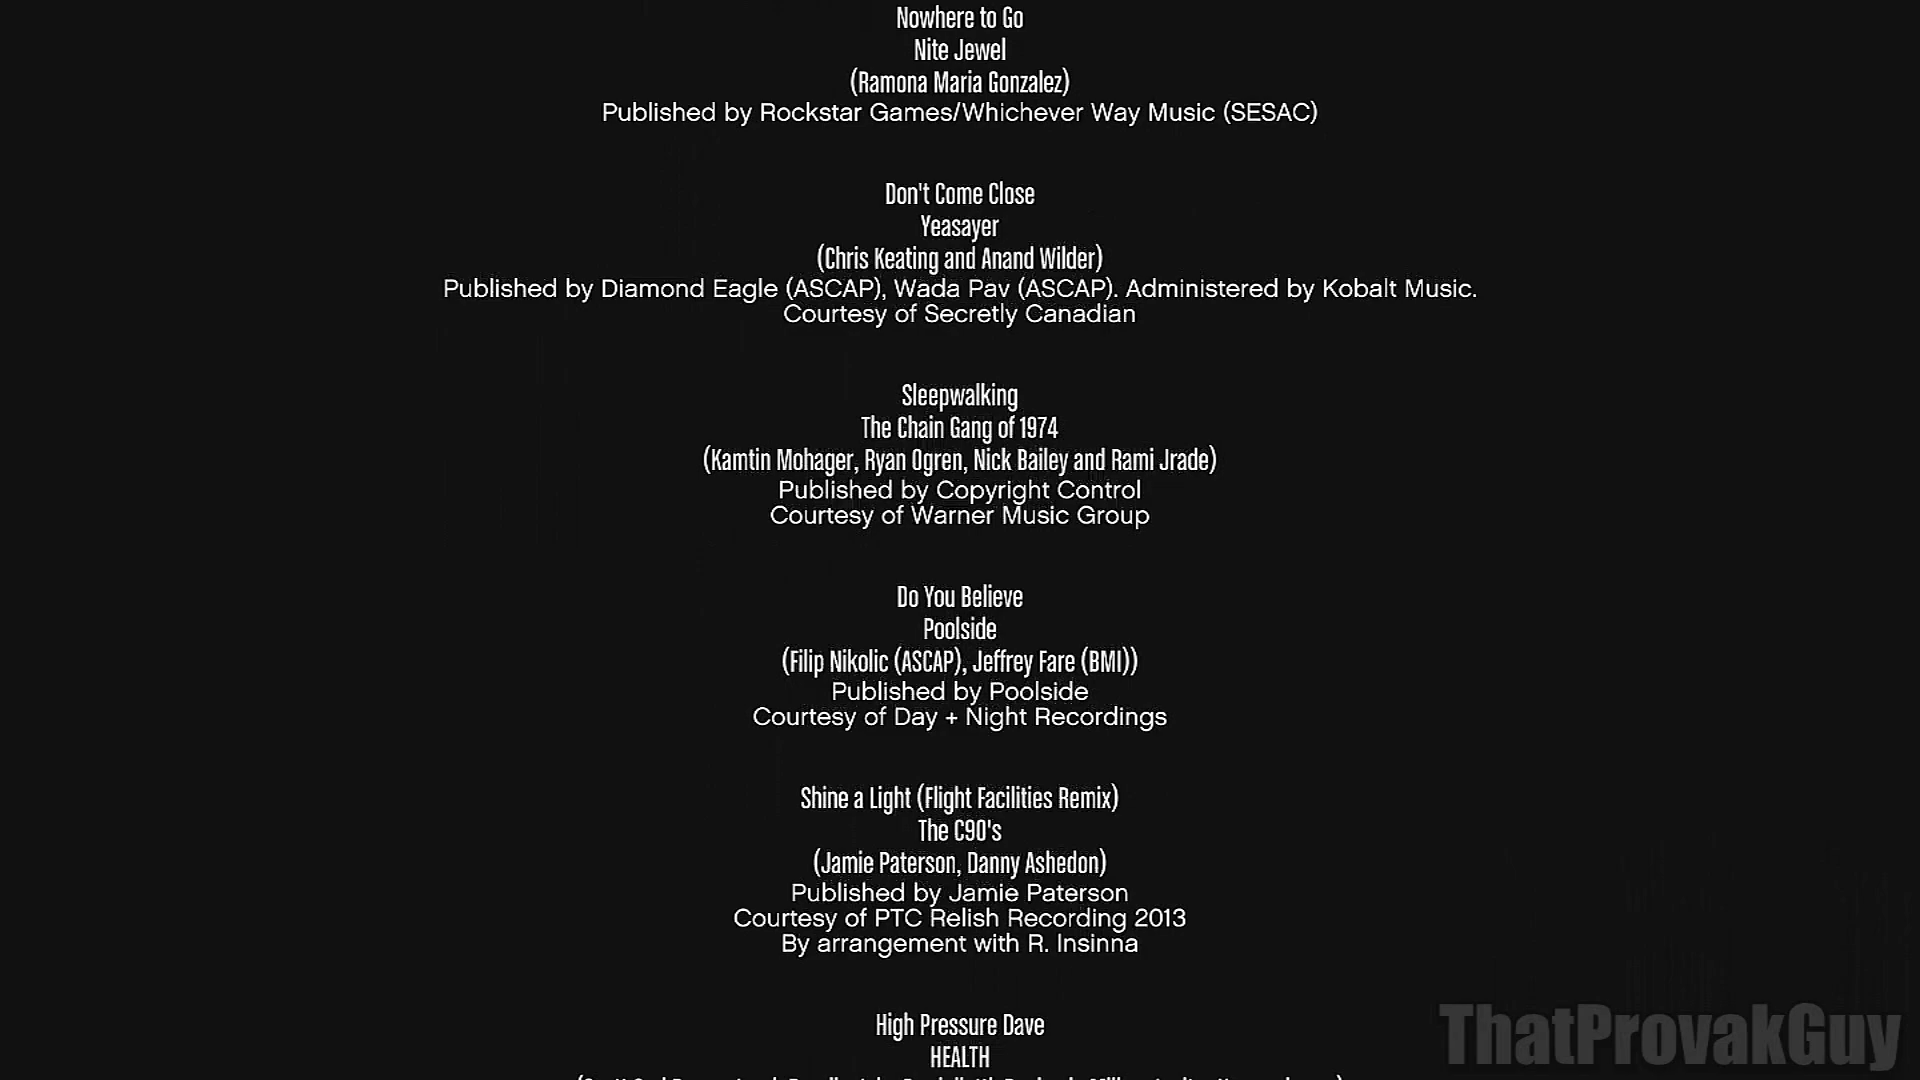 Nowhere to Go
Nite Jewel
(Ramona Maria Gonzalez)
Published by Rockstar Games/Whichever Way Music (SESAC)
Don't Come Close
Yeasayer
(Chris Keating and Anand Wilder)
Published by Diamond Eagle (ASCAP), Wada Pav (ASCAP). Administered by Kobalt Music.
Courtesy of Secretly Canadian
Sleepwalking
The Chain Gang of 1974
(Kamtin Mohager, Ryan Ogren, Nick Bailey and Rami Jrade)
Published by Copyright Control
Courtesy of Warner Music Group
Do You Believe
Poolside
(Filip Nikolic (ASCAP), Jeffrey Fare (BMI))
Published by Poolside
Courtesy of Day + Night Recordings
Shine a Light (Flight Facilities Remix)
The C90's
(Jamie Paterson, Danny Ashedon)
Published by Jamie Paterson
Courtesy of PTC Relish Recording 2013
By arrangement with R. Insinna
High Pressure Dave
HEALTH
ThatProvakGuy